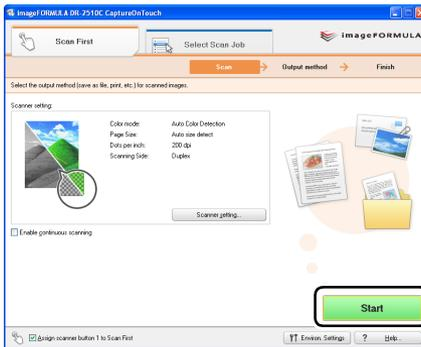 imageFORMULA DR-2510C CaptureOnTouch
Scan First
Select Scan Job
imageFORMULA
Scan
Output method
Finish
Select the output method (save as file, print, etc.) for scanned images.
Scanner setting:
Color mode: Auto Color Detection
Page Size: Auto size detect
Dots per inch: 200 dpi
Scanning Side: Duplex
Scanner setting...
Enable continuous scanning
Start
Assign scanner button 1 to Scan First
Environ. Settings
? Help...